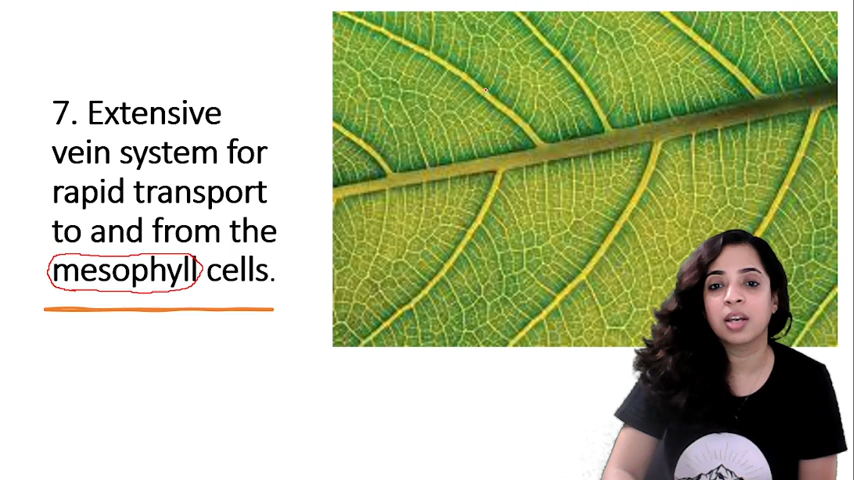 7. Extensive
vein system for
rapid transport
to and from the
mesophyll cells.